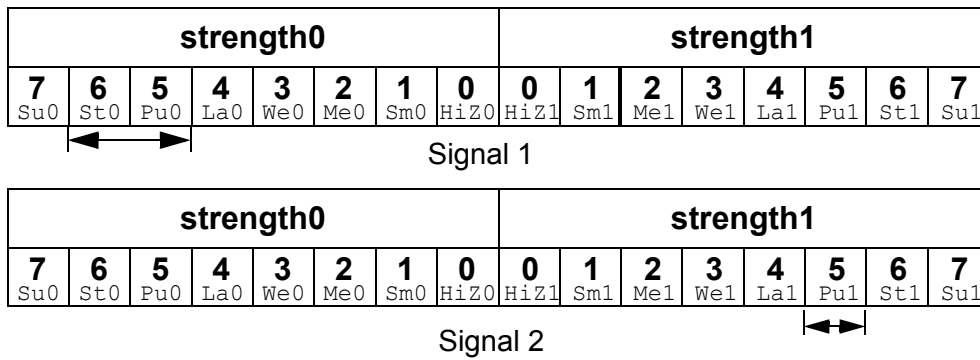 strength0 strength1
7 6 5 4 3 2 1 0 0 1 2 3 4 5 6 7
Su0 St0 Pu0 La0 We0 Me0 Sm0 HiZ0 HiZ1 Sm1 Me1 We1 La1 Pu1 St1 Su1
Signal 1
strength0 strength1
7 6 5 4 3 2 1 0 0 1 2 3 4 5 6 7
Su0 St0 Pu0 La0 We0 Me0 Sm0 HiZ0 HiZ1 Sm1 Me1 We1 La1 Pu1 St1 Su1
Signal 2